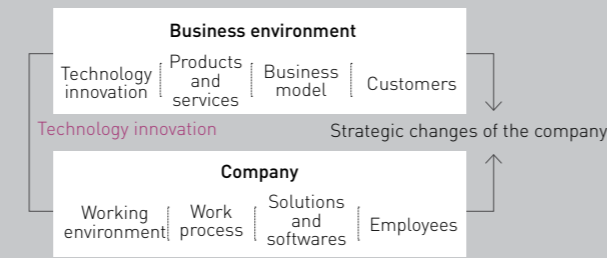 Business environment
Technology
innovation
Products
and
services
Business
model
Customers
Technology innovation
Strategic changes of the company
Company
Working
environment
Work
process
Solutions
and
softwares
Employees